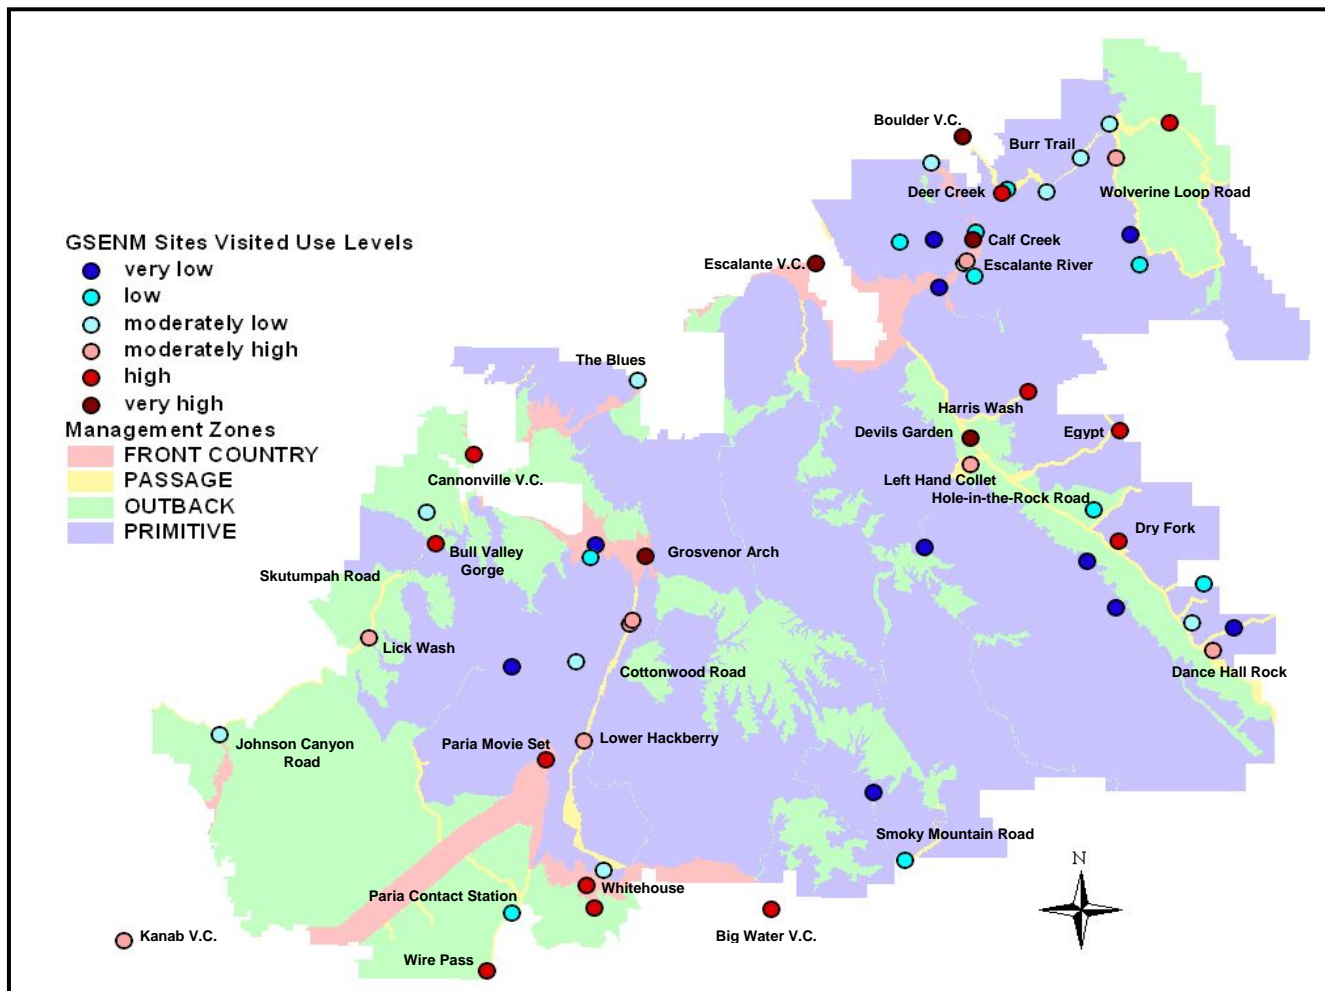 Boulder V.C.
Burr Trail
Deer Creek
Wolverine Loop Road
GSENM Sites Visited Use Levels
very low
low
moderately low
moderately high
high
very high
Management Zones
FRONT COUNTRY
PASSAGE
OUTBACK
PRIMITIVE
Calf Creek
Escalante V.C.
Escalante River
The Blues
Harris Wash
Devils Garden
Egypt
Cannonville V.C.
Left Hand Collet
Hole-in-the-Rock Road
Dry Fork
Bull Valley
Gorge
Grosvenor Arch
Skutumpah Road
Lick Wash
Cottonwood Road
Dance Hall Rock
Johnson Canyon
Road
Paria Movie Set
Lower Hackberry
Smoky Mountain Road
Paria Contact Station
Whitehouse
N
Kanab V.C.
Big Water V.C.
Wire Pass